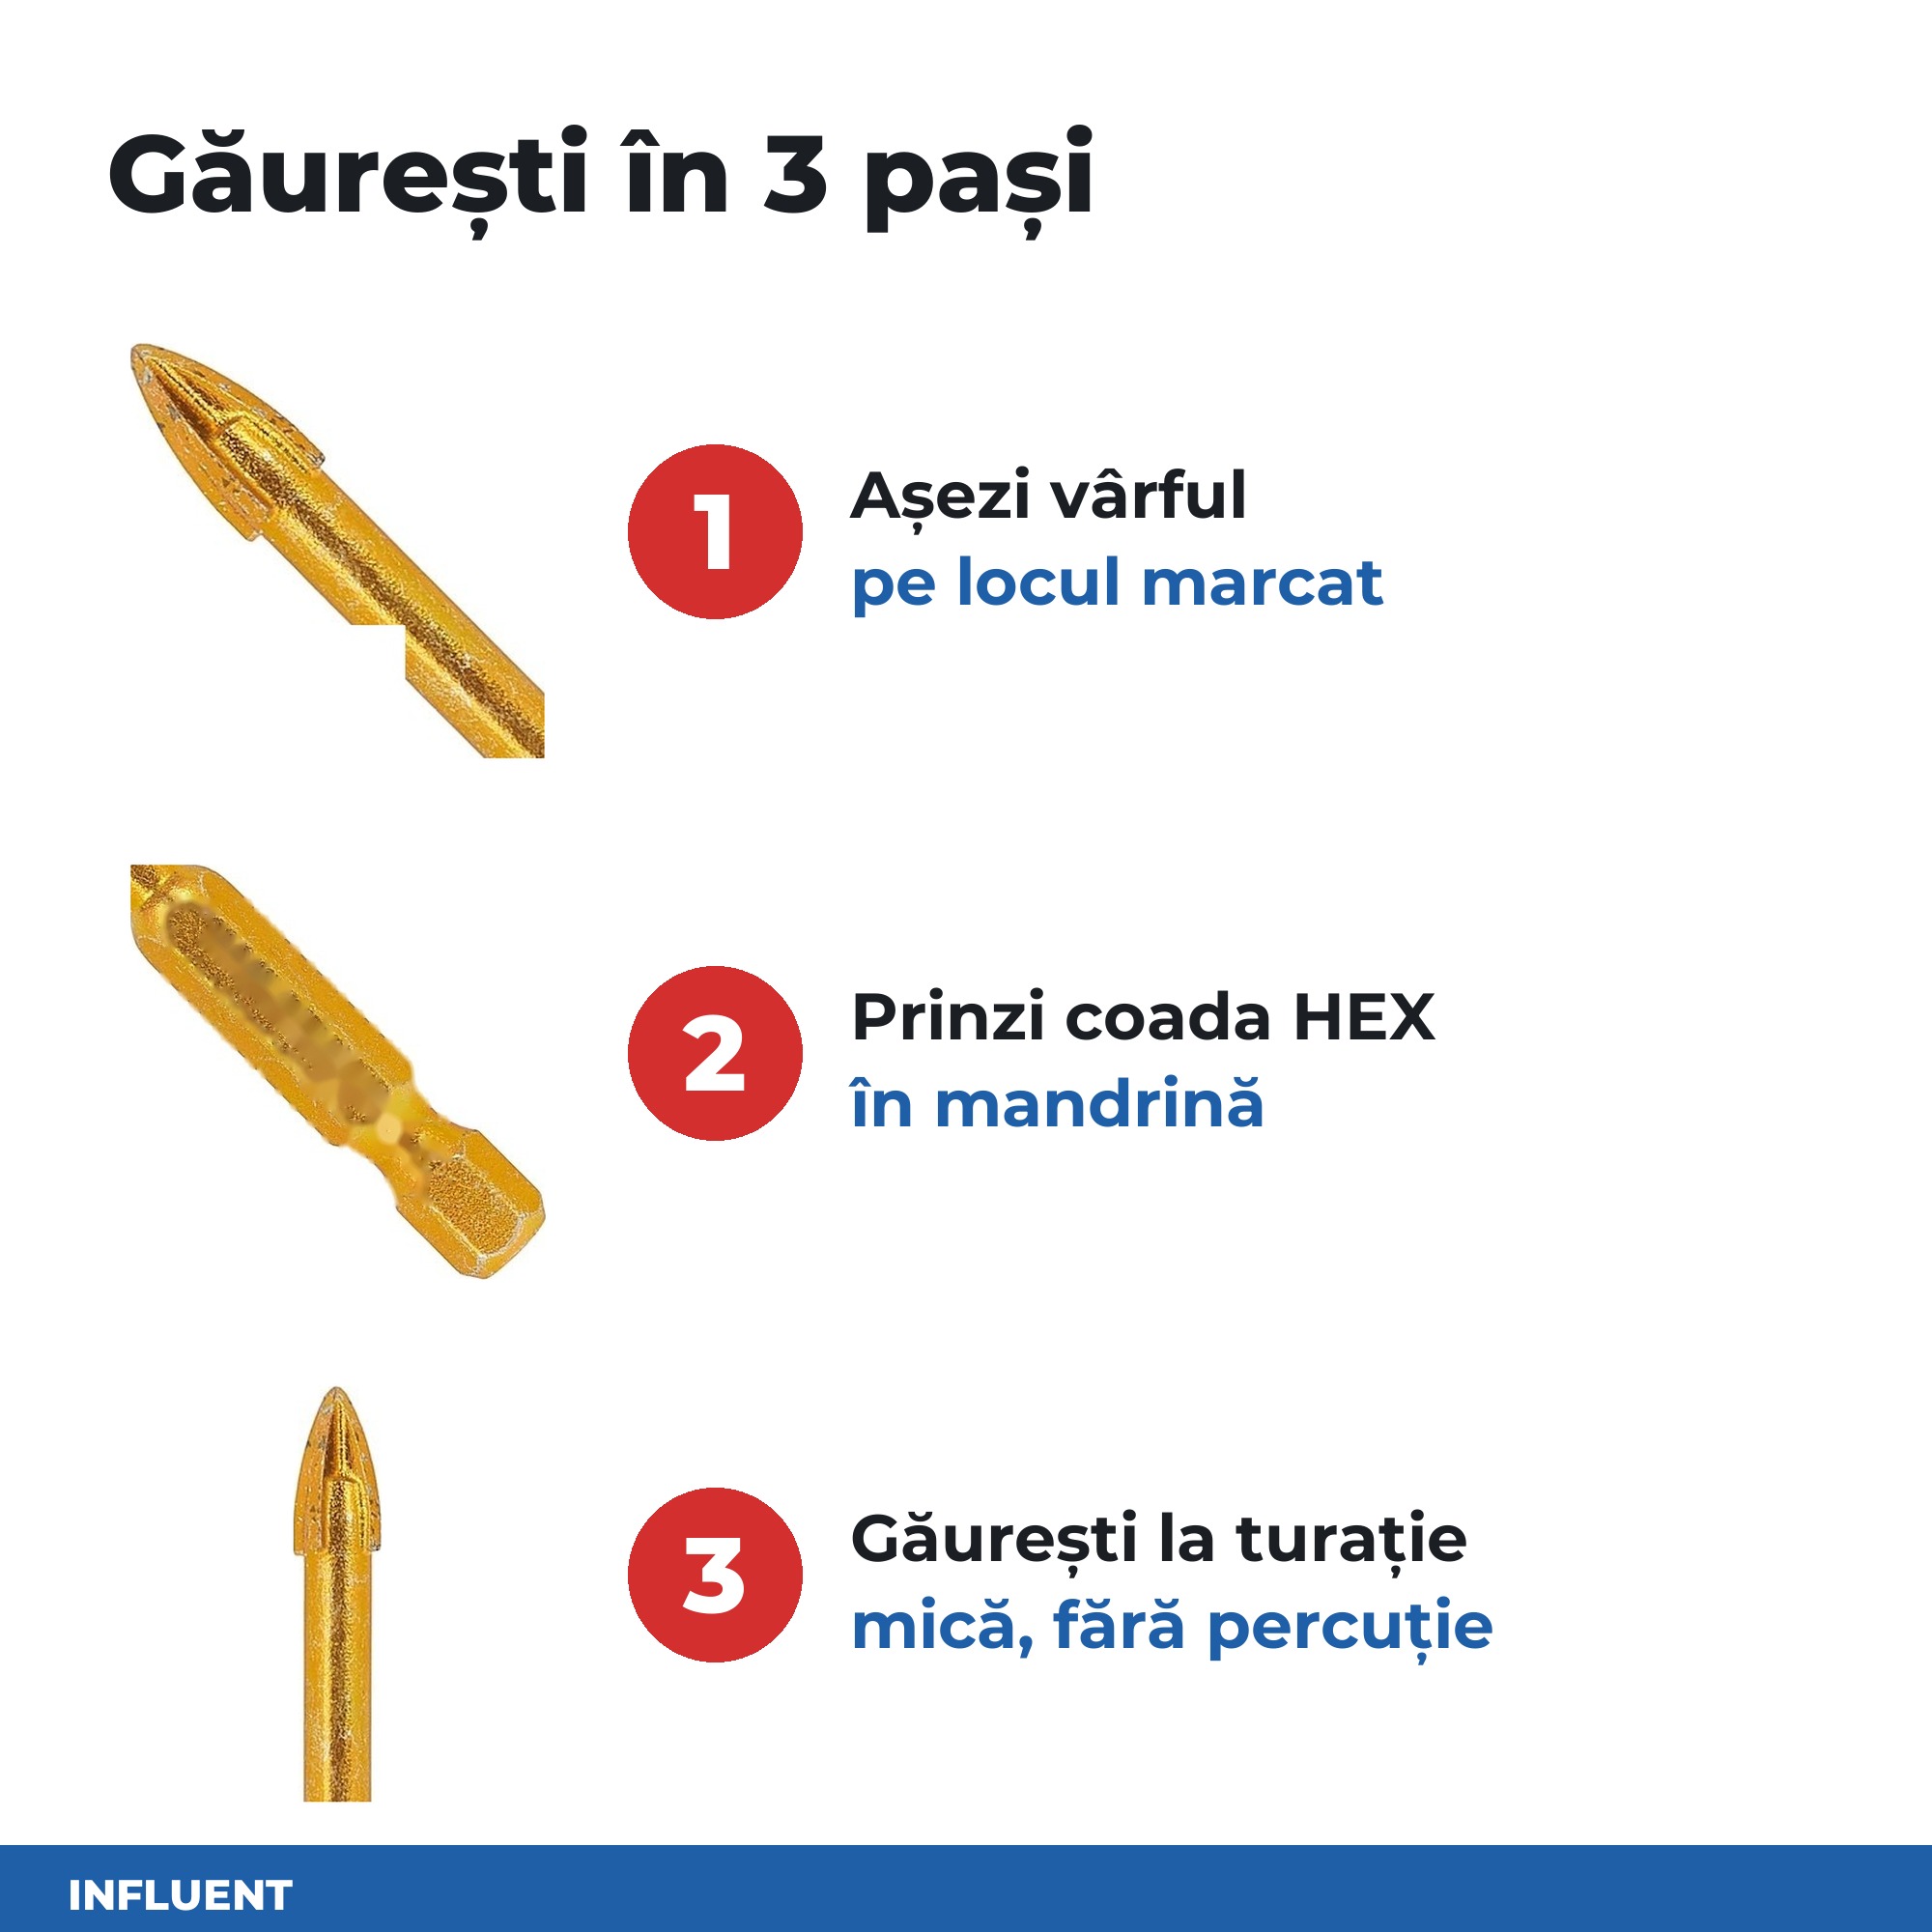 Găurești în 3 pași
1
Așezi vârful
pe locul marcat
2
Prinzi coada HEX
în mandrină
3
Găurești la turație
mică, fără percuție
INFLUENT